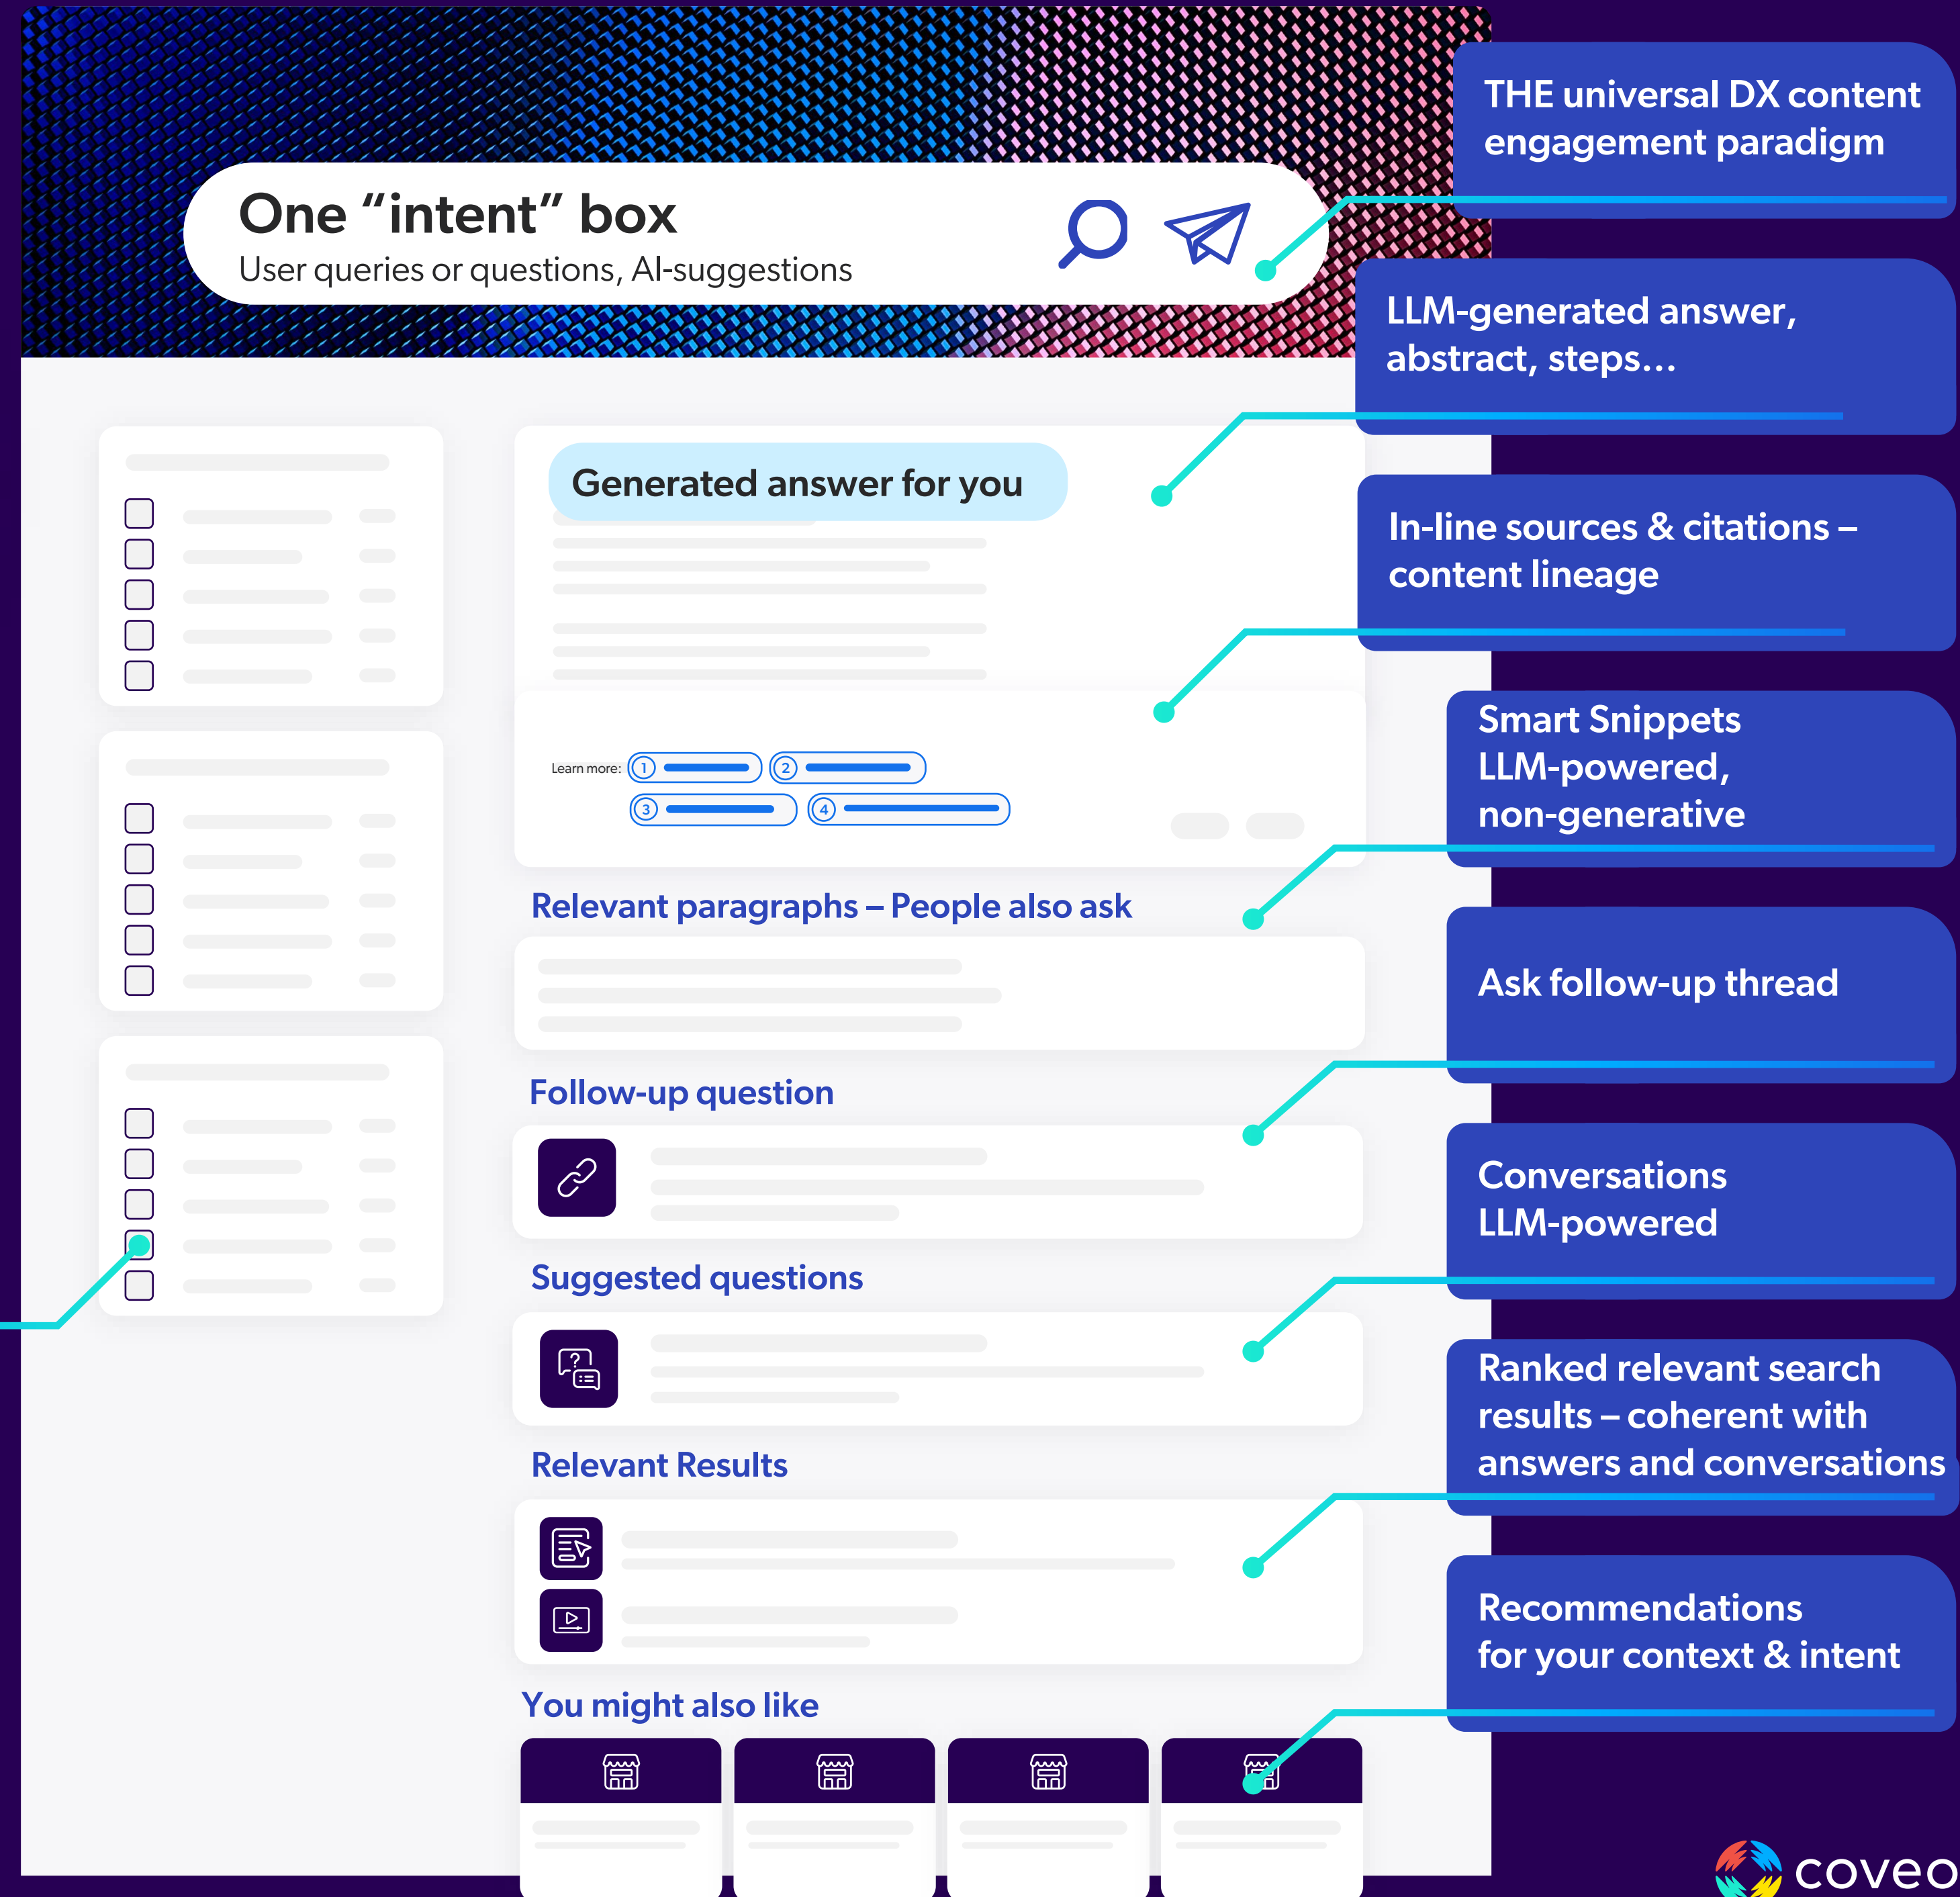 One “intent” box
User queries or questions, AI-suggestions
THE universal DX content
engagement paradigm
LLM-generated answer,
abstract, steps...
Generated answer for you
In-line sources & citations –
content lineage
Learn more:
1
2
3
4
Smart Snippets
LLM-powered,
non-generative
Relevant paragraphs – People also ask
Ask follow-up thread
Follow-up question
Conversations
LLM-powered
Suggested questions
Ranked relevant search
results – coherent with
answers and conversations
Relevant Results
Recommendations
for your context & intent
You might also like
coveo